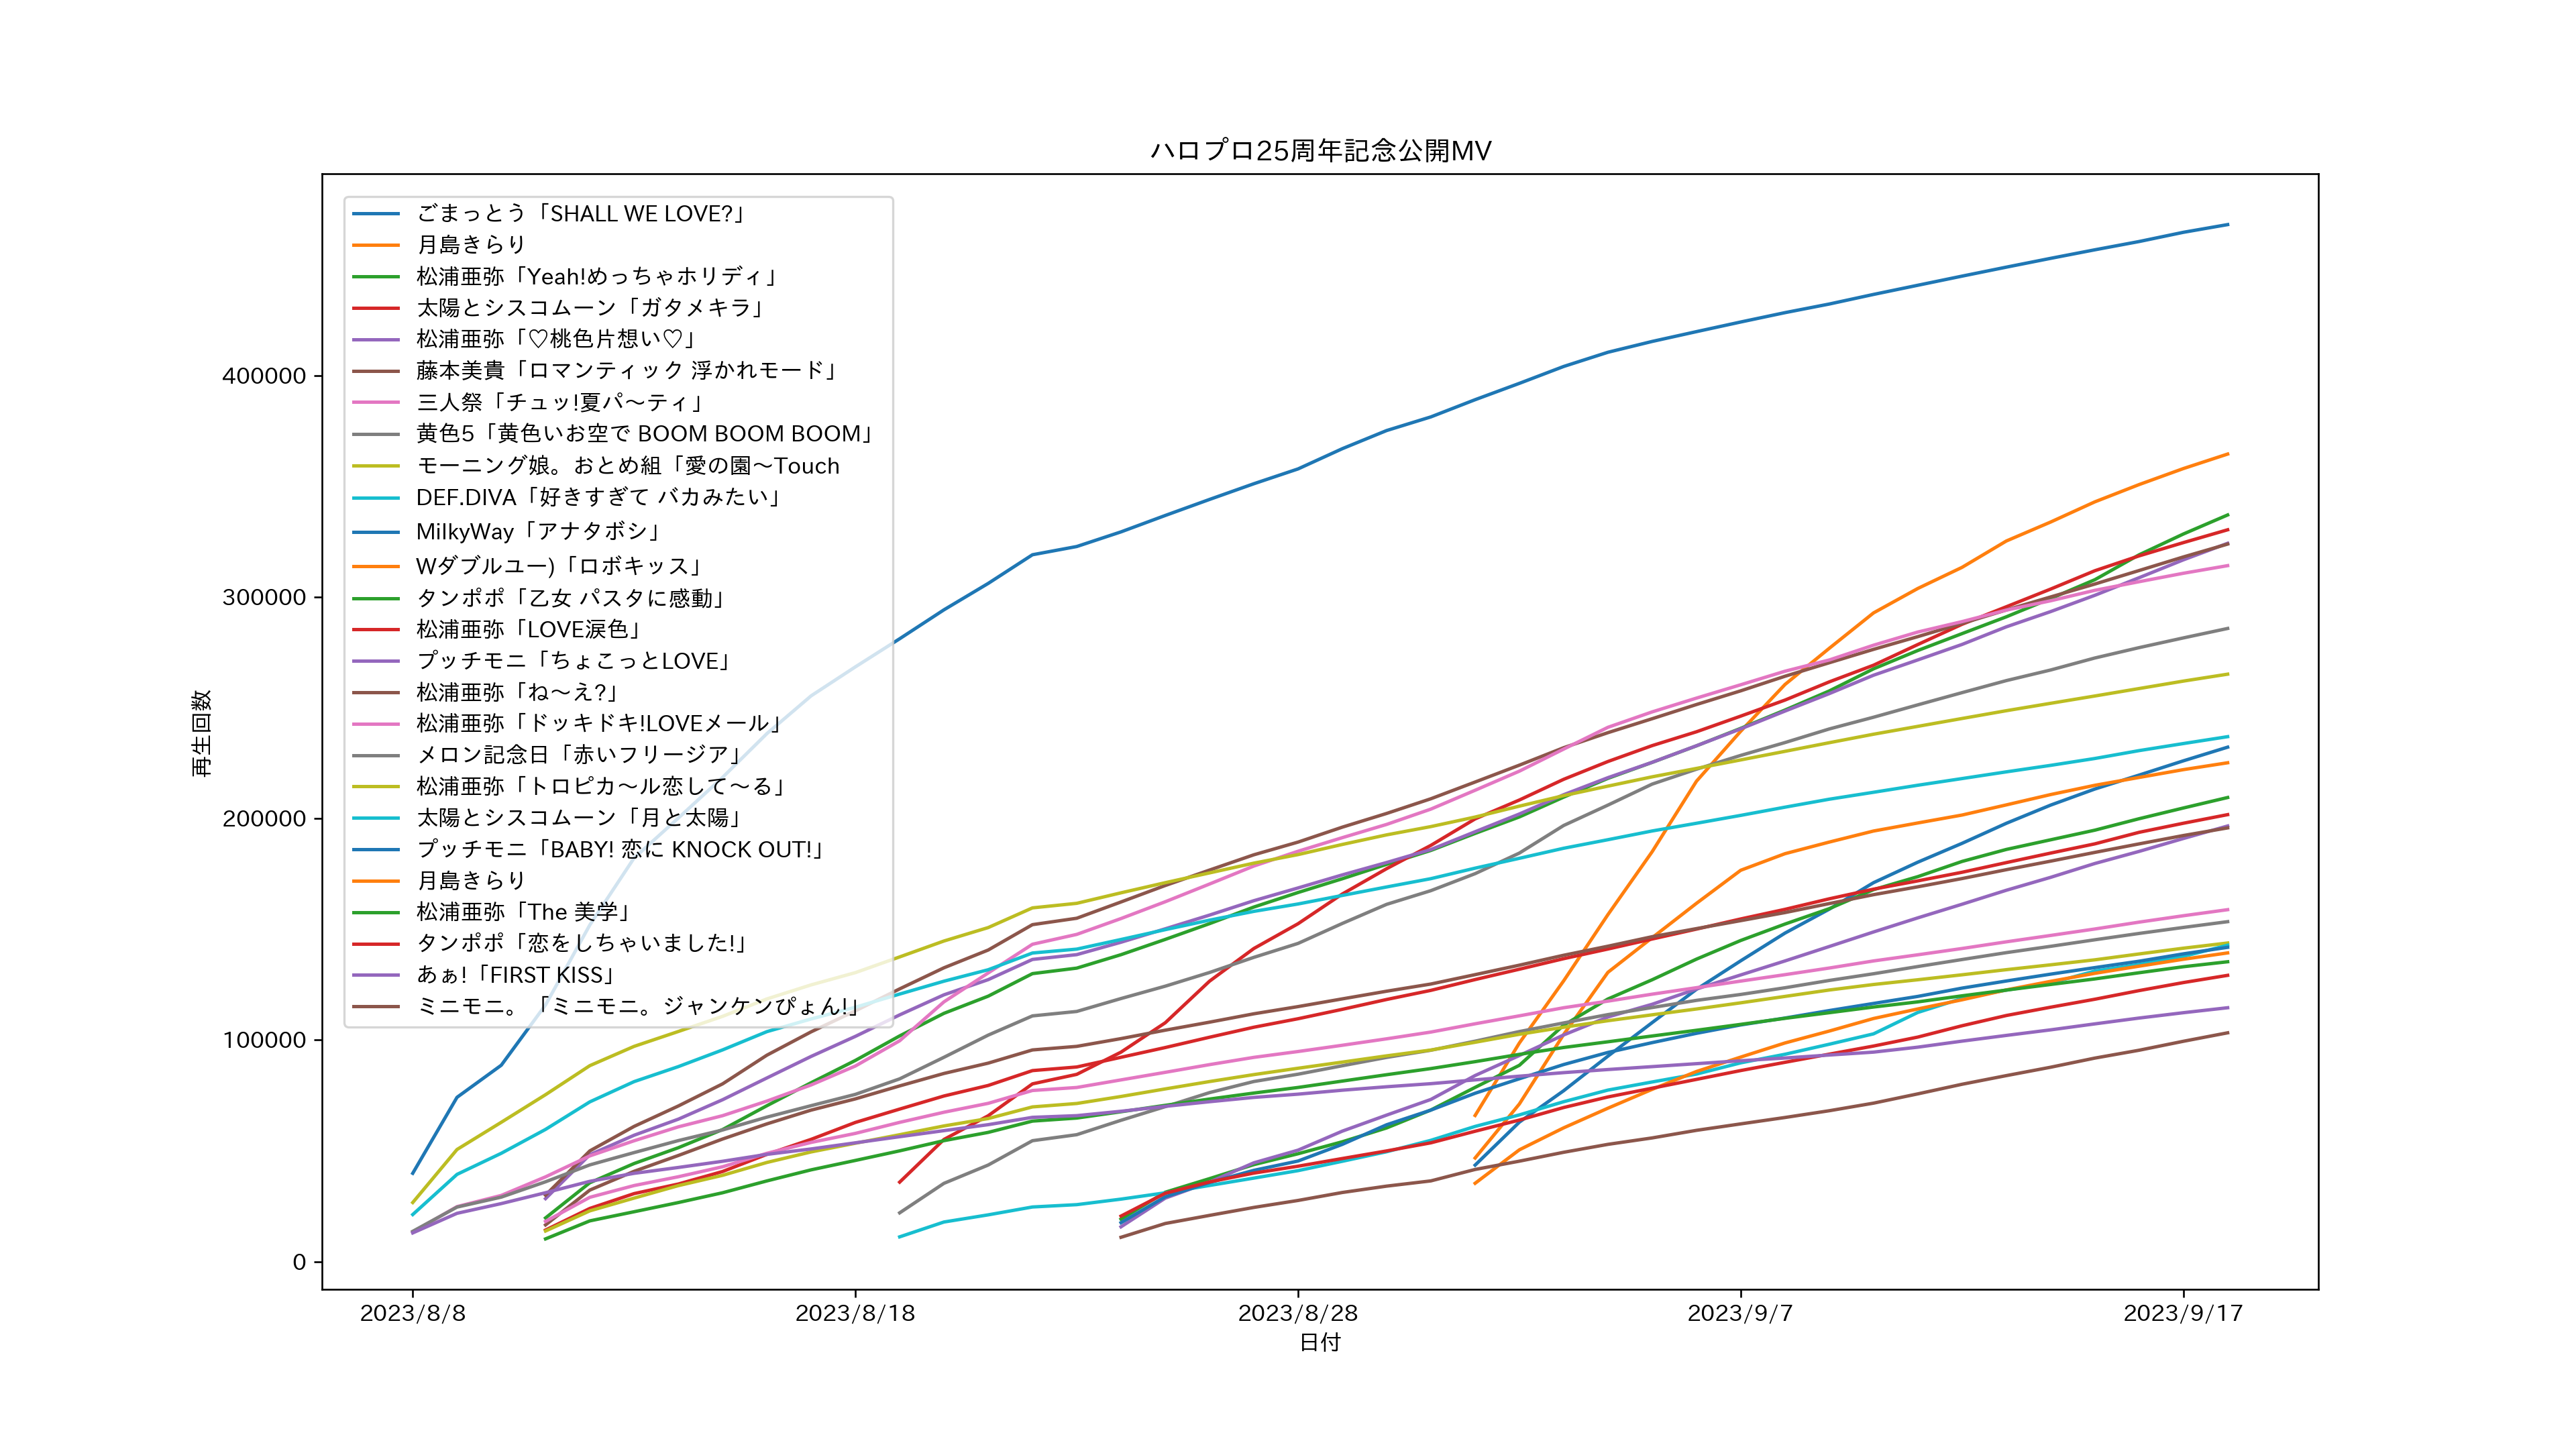 ハロプロ25周年記念公開MV
ごまっとう「SHALL WE LOVE?」
月島きらり
松浦亜弥「Yeah!めっちゃホリディ」
太陽とシスコムーン「ガタメキラ」
松浦亜弥「♡桃色片想い♡」
藤本美貴「ロマンティック 浮かれモード」
三人祭「チュッ!夏パ〜ティ」
黄色5「黄色いお空で BOOM BOOM BOOM」
モーニング娘。おとめ組「愛の園〜Touch
DEF.DIVA「好きすぎて バカみたい」
MilkyWay「アナタボシ」
Wダブルユー)「ロボキッス」
タンポポ「乙女 パスタに感動」
松浦亜弥「LOVE涙色」
プッチモニ「ちょこっとLOVE」
松浦亜弥「ね〜え?」
松浦亜弥「ドッキドキ!LOVEメール」
メロン記念日「赤いフリージア」
松浦亜弥「トロピカ〜ル恋して〜る」
太陽とシスコムーン「月と太陽」
プッチモニ「BABY! 恋に KNOCK OUT!」
月島きらり
松浦亜弥「The 美学」
タンポポ「恋をしちゃいました!」
あぁ!「FIRST KISS」
ミニモニ。「ミニモニ。ジャンケンぴょん!」
再生回数
400000
300000
200000
100000
0
2023/8/8
2023/8/18
2023/8/28
2023/9/7
2023/9/17
日付